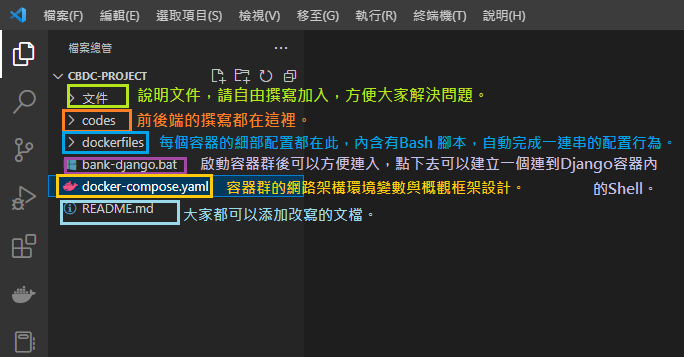 檔案(F) 編輯(E) 選取項目(S) 檢視(V) 移至(G) 執行(R) 終端機(T) 說明(H)
檔案總管 ...
CBDC-PROJECT
文件 說明文件，請自由撰寫加入，方便大家解決問題。
codes 前後端的撰寫都在這裡。
dockerfiles 每個容器的細部配置都在此，內含有Bash 腳本，自動完成一連串的配置行為。
bank-django.bat 啟動容器群後可以方便連入，點下去可以建立一個連到Django容器內
docker-compose.yaml 容器群的網路架構環境變數與概觀框架設計。 的Shell。
README.md 大家都可以添加改寫的文檔。